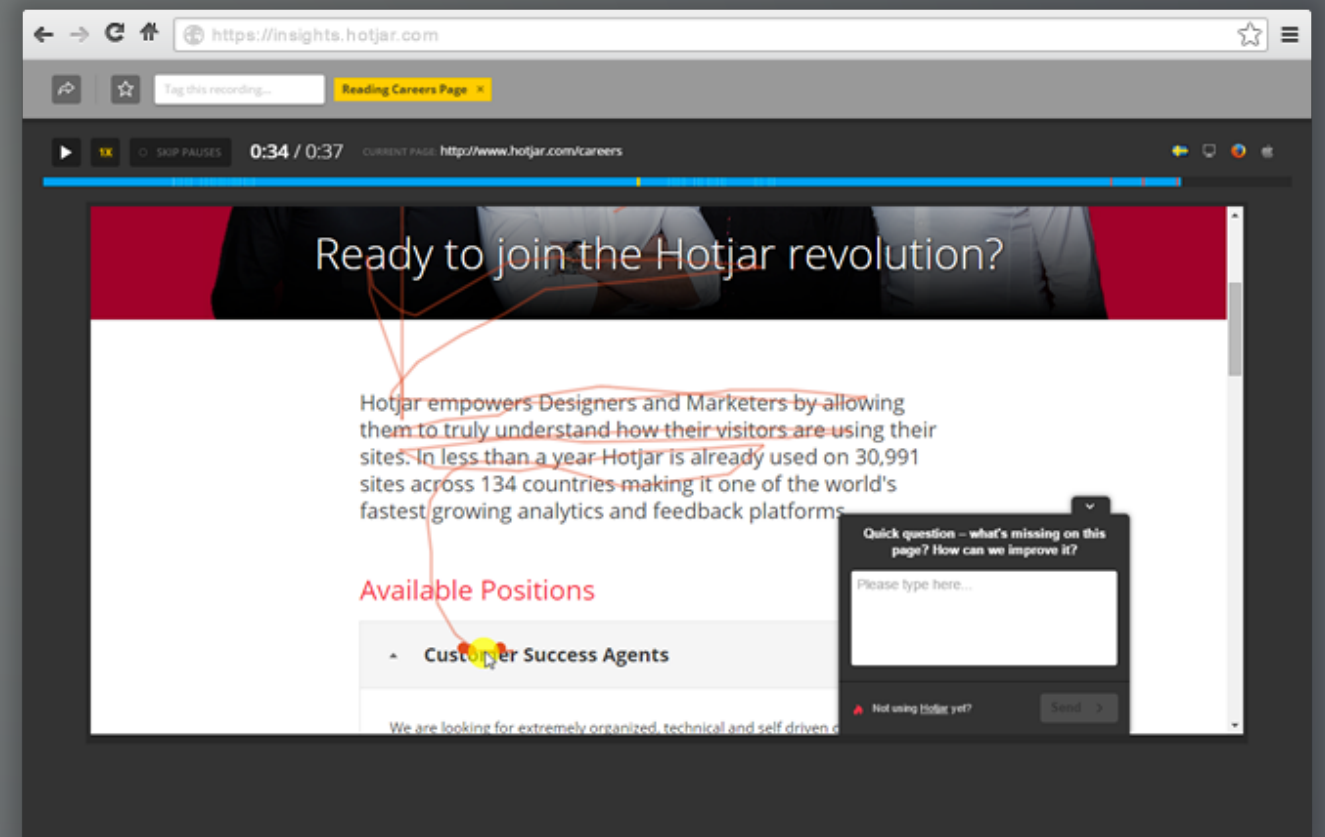 https://insights.hotjar.com
Tag this recording...
Reading Careers Page ×
1X
SKIP PAUSES
0:34 / 0:37
CURRENT PAGE: http://www.hotjar.com/careers
Ready to join the Hotjar revolution?
Hotjar empowers Designers and Marketers by allowing
them to truly understand how their visitors are using their
sites. In less than a year Hotjar is already used on 30,991
sites across 134 countries making it one of the world's
fastest growing analytics and feedback platforms.
Available Positions
Customer Success Agents
We are looking for extremely organized, technical and self driven
Quick question – what's missing on this
page? How can we improve it?
Please type here...
Not using Hotjar yet?
Send